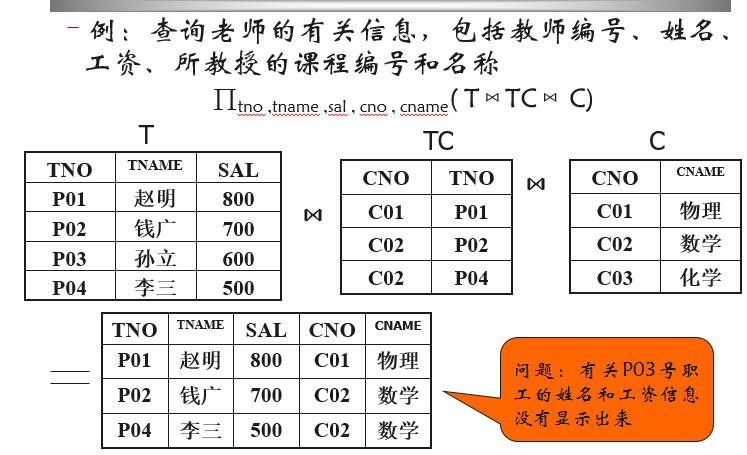 – 例：查询老师的有关信息，包括教师编号、姓名、
工资、所教授的课程编号和名称
∏tno ,tname ,sal , cno , cname( T ⋈ TC ⋈ C)
T
TC
C
TNO TNAME SAL
P01 赵明 800
P02 钱广 700
P03 孙立 600
P04 李三 500
⋈
CNO TNO
C01 P01
C02 P02
C02 P04
⋈
CNO CNAME
C01 物理
C02 数学
C03 化学
TNO TNAME SAL CNO CNAME
P01 赵明 800 C01 物理
P02 钱广 700 C02 数学
P04 李三 500 C02 数学
问题：有关P03号职
工的姓名和工资信息
没有显示出来